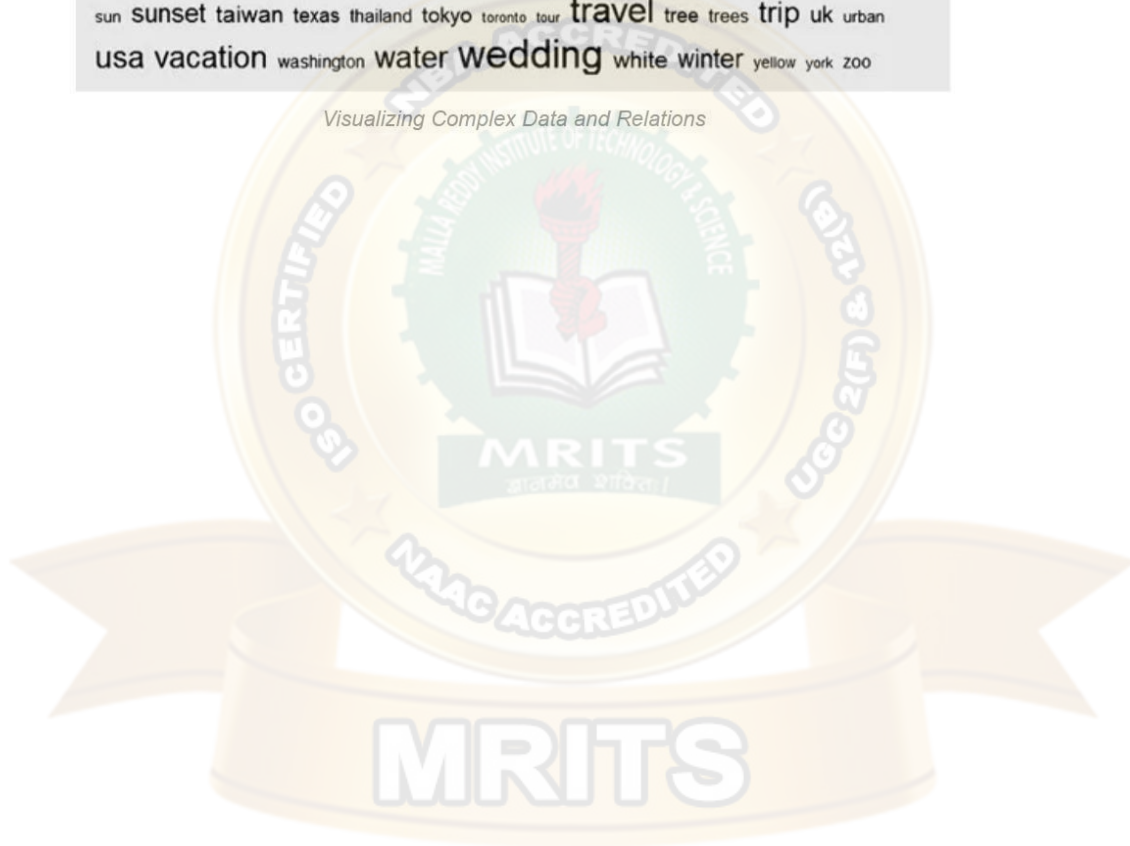 sun sunset taiwan texas thailand tokyo toronto tour travel tree trees trip uk urban
usa vacation washington water wedding white winter yellow york zoo
NBA ACCREDITED
Visualizing Complex Data and Relations
MALLA REDDY INSTITUTE OF TECHNOLOGY & SCIENCE
ISO CERTIFIED
UGC 2(F) & 12(B)
MRITS
ज्ञानमेव शक्तिः!
NAAC ACCREDITED
MRITS